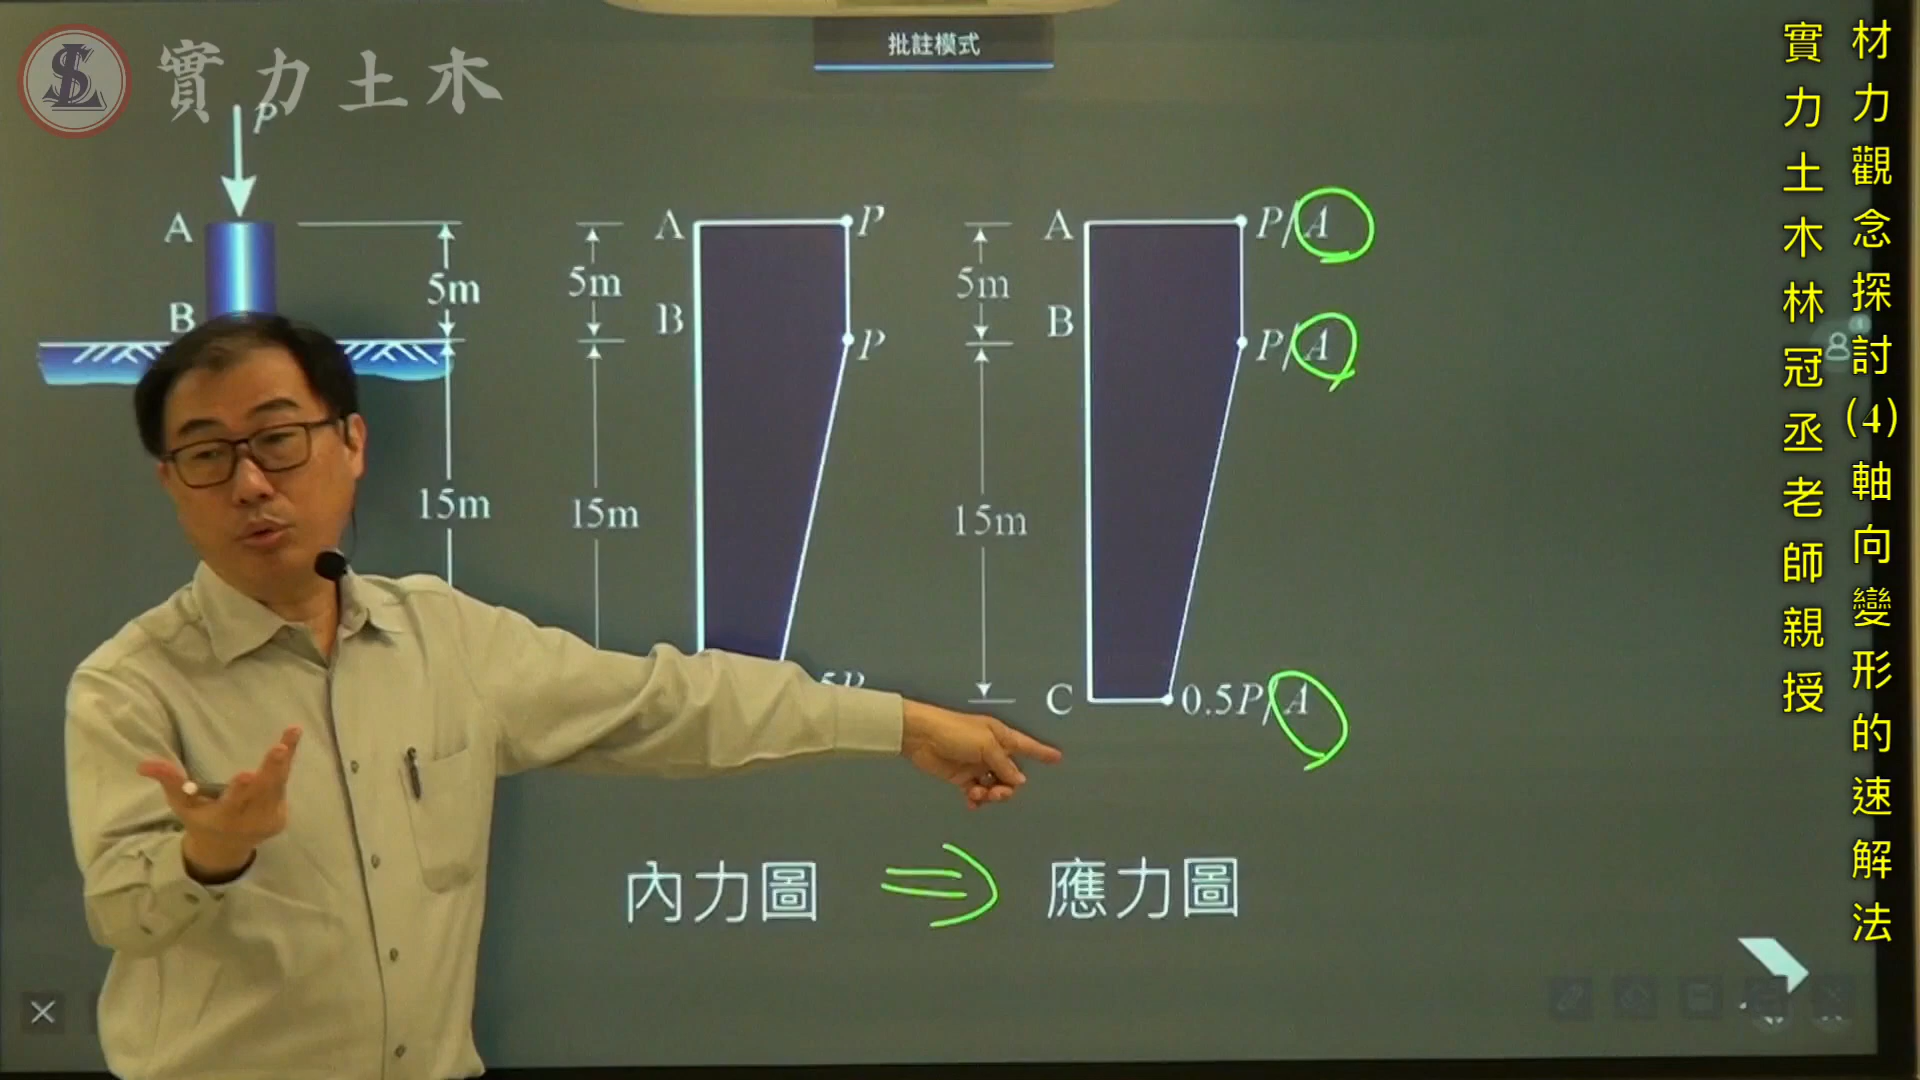 實力土木
批註模式
材力觀念探討(4)軸向變形的速解法
實力土木林冠丞老師親授
P
A
B
5m
15m
5m
15m
A
B
P
P
5P
5m
15m
A
B
C
P/A
P/A
0.5P/A
內力圖
應力圖